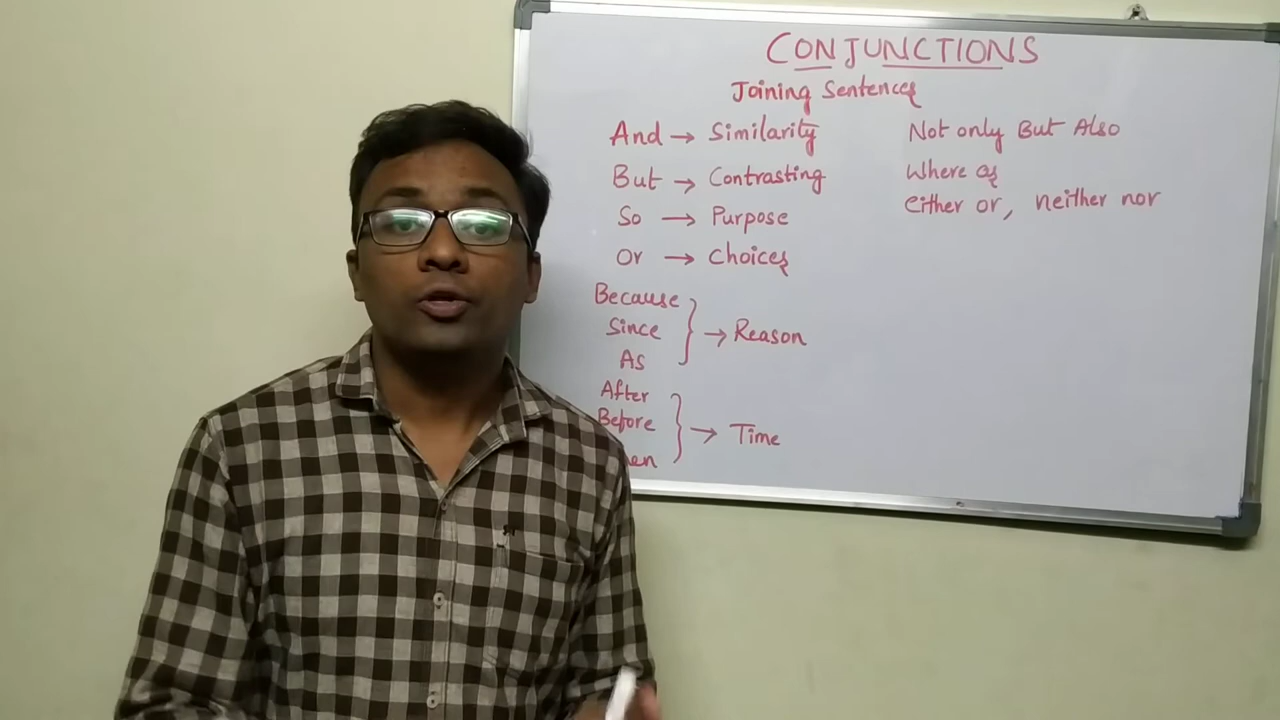 CONJUNCTIONS
Joining Sentences
And → Similarity
But → Contrasting
So → Purpose
Or → Choices
Because
Since
As
→ Reason
After
Before
→ Time
Not only But Also
Where as
either or, neither nor